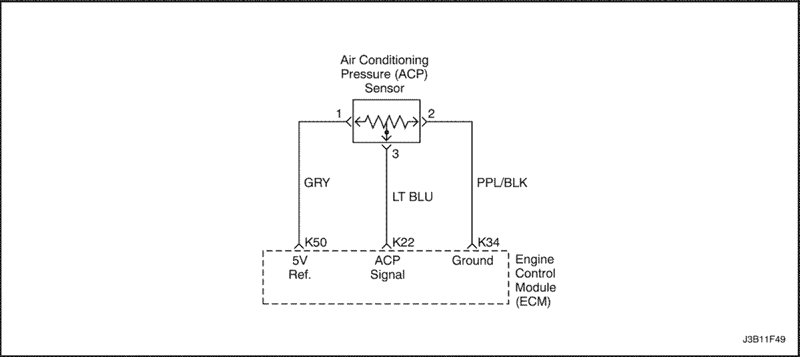 Air Conditioning
Pressure (ACP)
Sensor
1
2
3
GRY
LT BLU
PPL/BLK
K50
K22
K34
5V
Ref.
ACP
Signal
Ground
Engine
Control
Module
(ECM)
J3B11F49